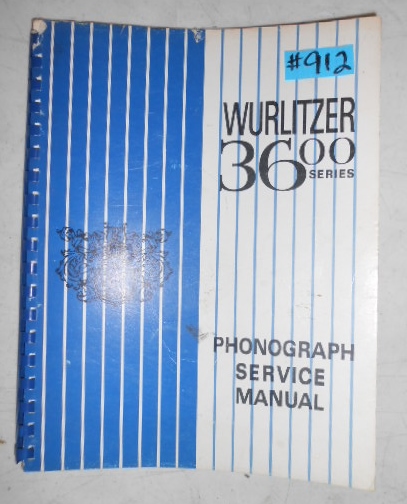 #912
WURLITZER
3600
SERIES
PHONOGRAPH
SERVICE
MANUAL